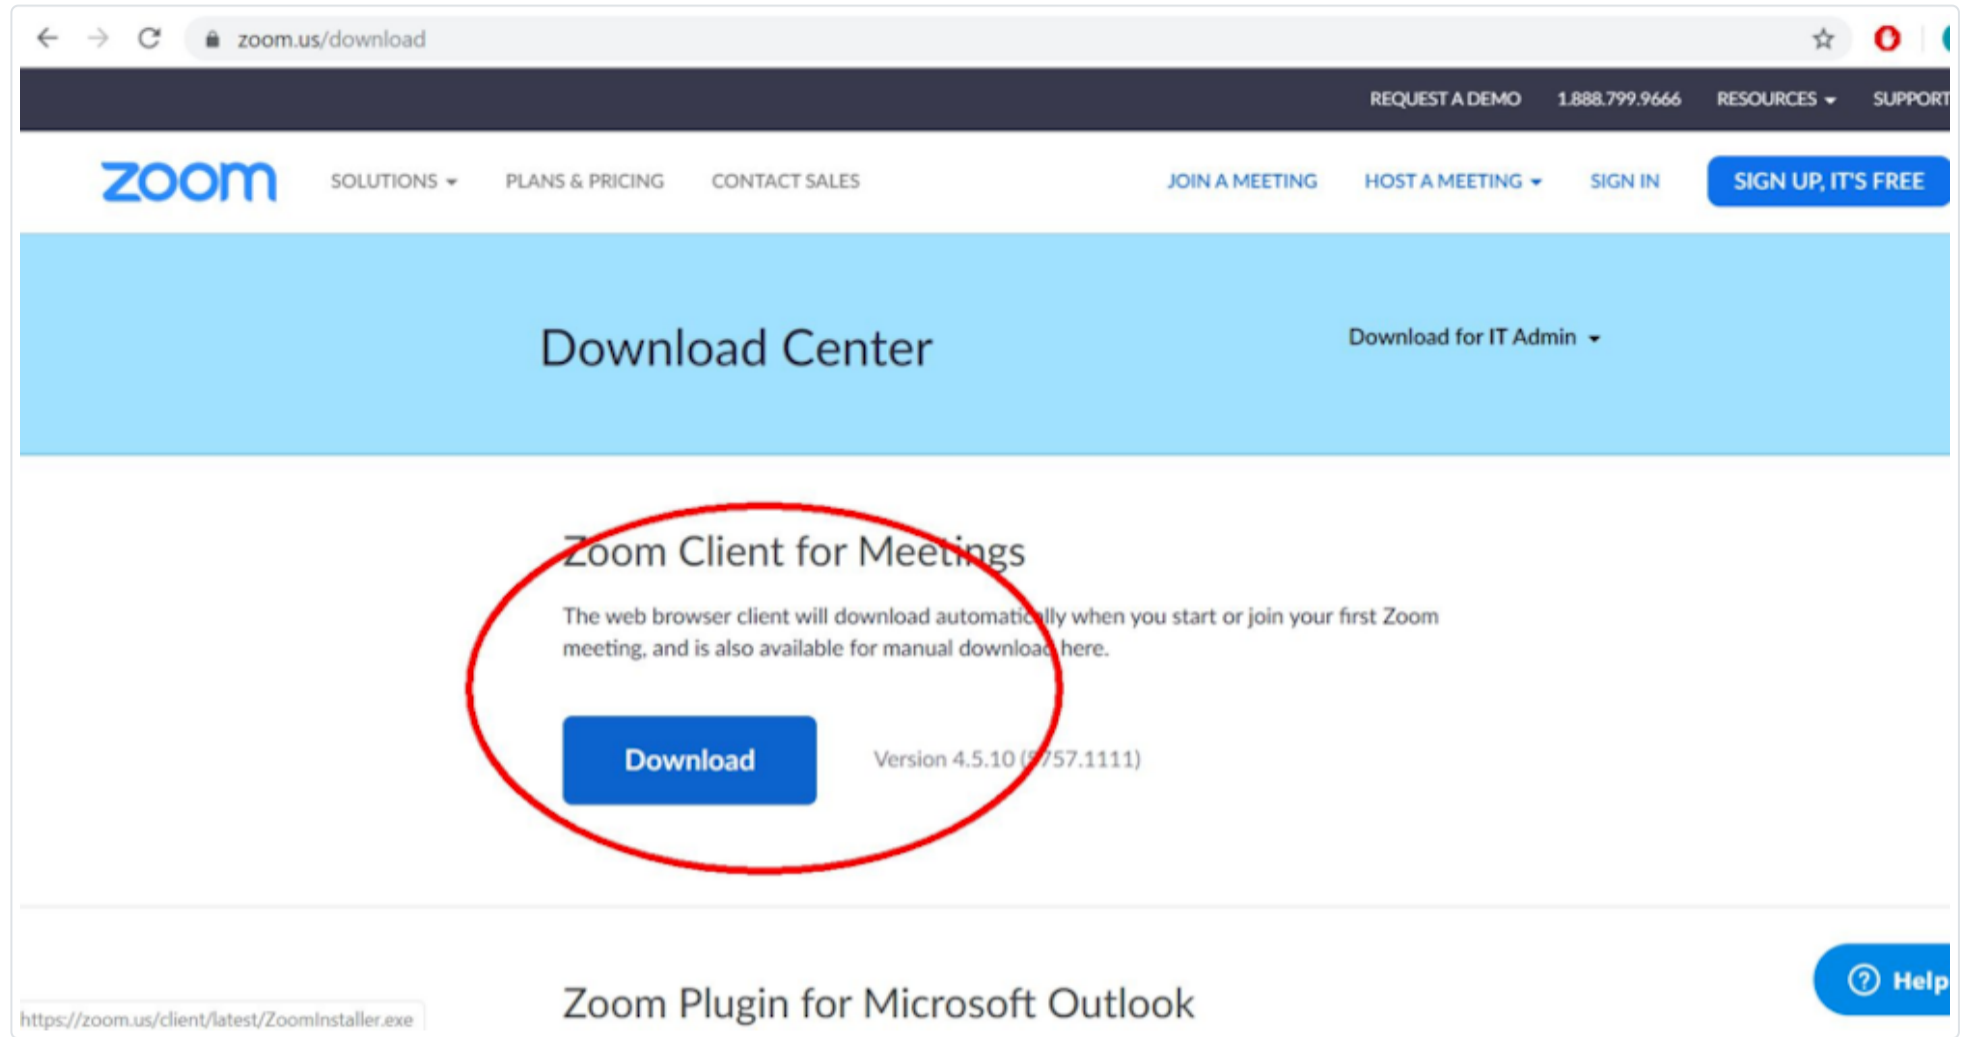 zoom.us/download
REQUEST A DEMO 1.888.799.9666 RESOURCES SUPPORT
zoom SOLUTIONS PLANS & PRICING CONTACT SALES JOIN A MEETING HOST A MEETING SIGN IN SIGN UP, IT'S FREE
Download Center Download for IT Admin
Zoom Client for Meetings
The web browser client will download automatically when you start or join your first Zoom
meeting, and is also available for manual download here.
Download Version 4.5.10 (5757.1111)
Help
Zoom Plugin for Microsoft Outlook
https://zoom.us/client/latest/ZoomInstaller.exe